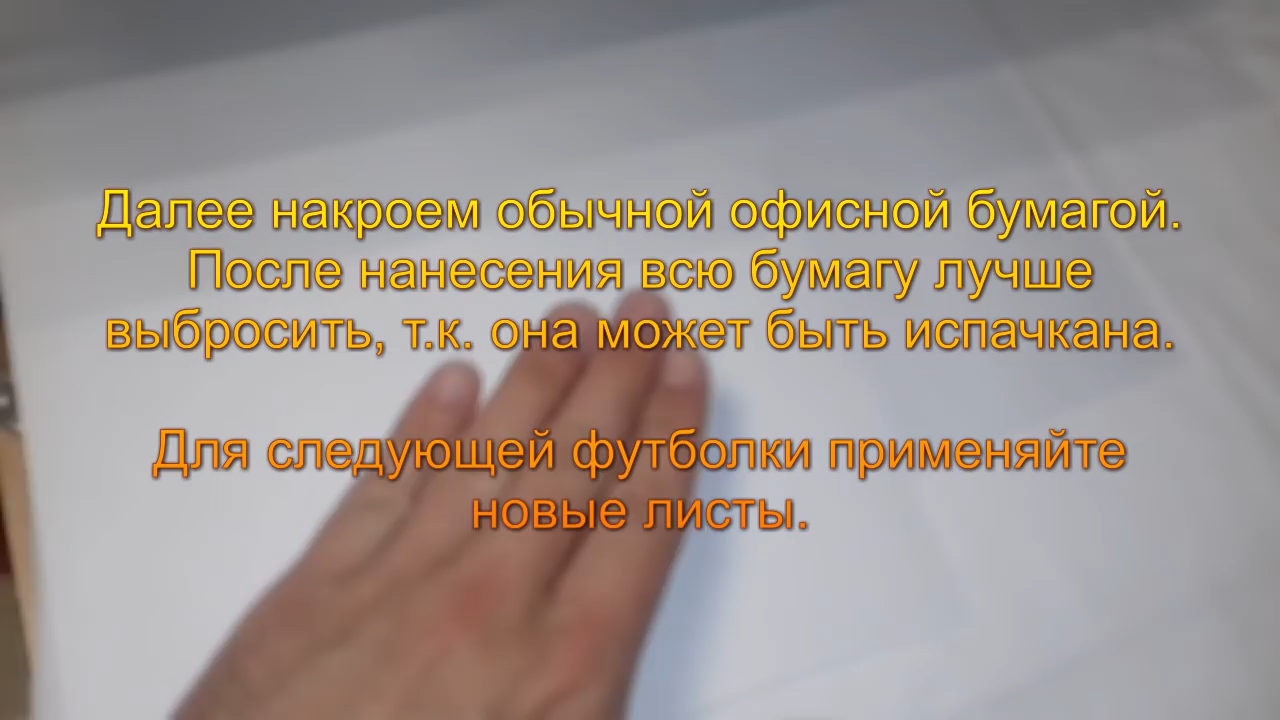 Далее накроем обычной офисной бумагой.
После нанесения всю бумагу лучше
выбросить, т.к. она может быть испачкана.
Для следующей футболки применяйте
новые листы.